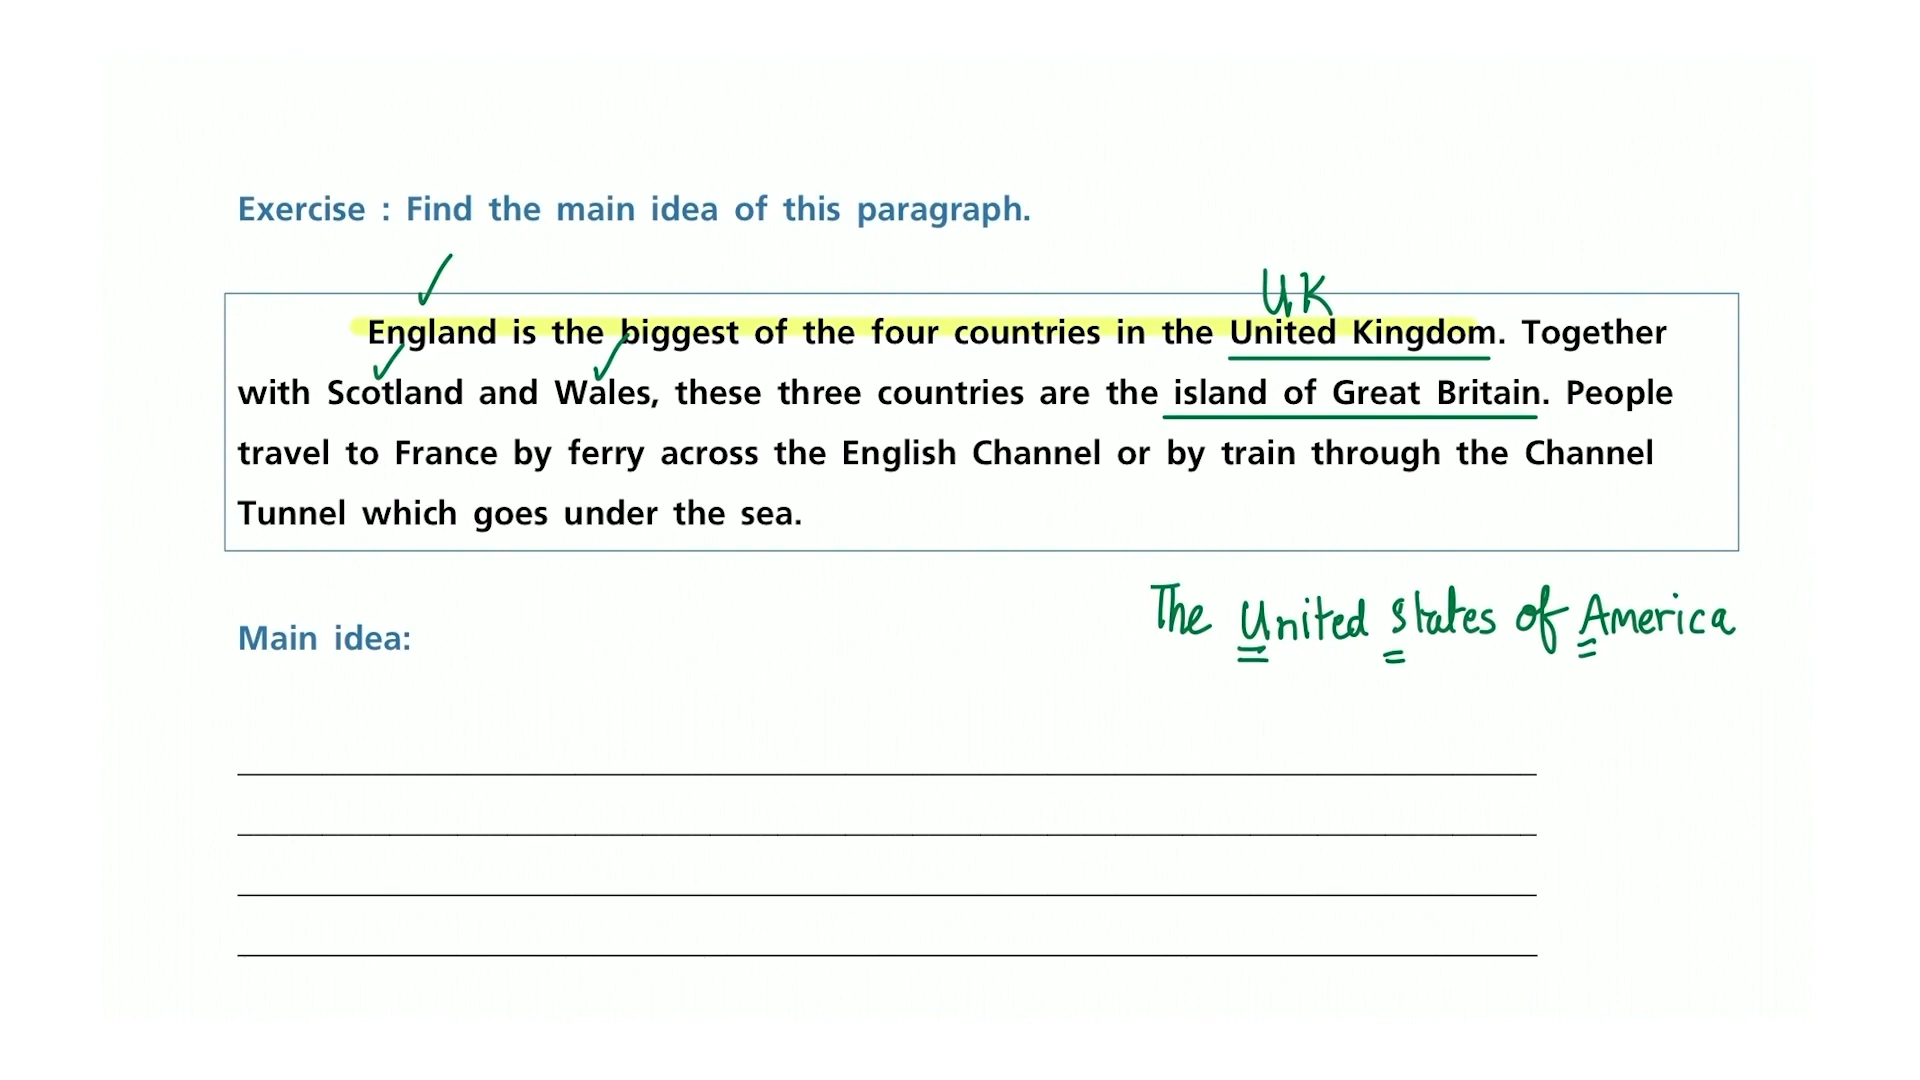 Exercise : Find the main idea of this paragraph.
UK
England is the biggest of the four countries in the United Kingdom. Together
with Scotland and Wales, these three countries are the island of Great Britain. People
travel to France by ferry across the English Channel or by train through the Channel
Tunnel which goes under the sea.
The United States of America
Main idea: